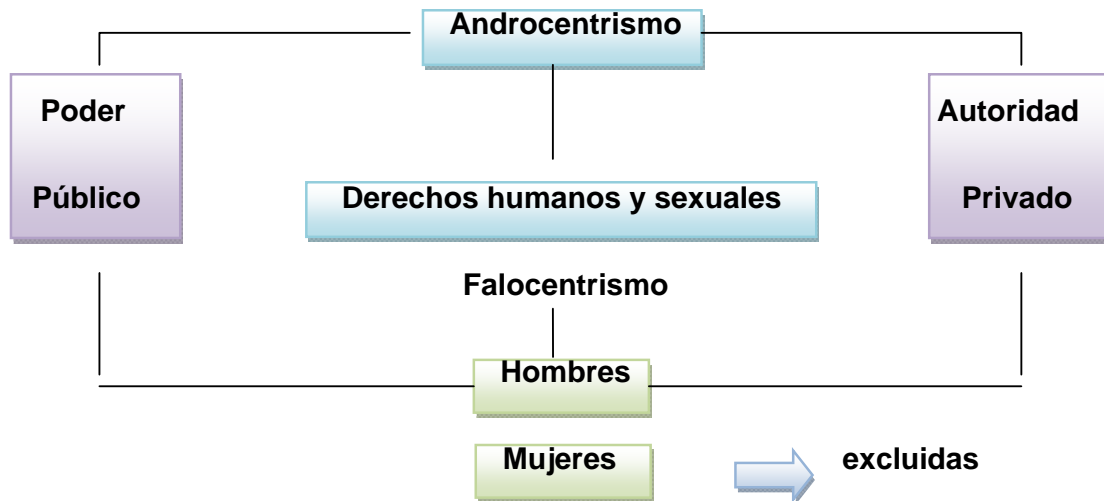 Androcentrismo
Poder
Público
Autoridad
Privado
Derechos humanos y sexuales
Falocentrismo
Hombres
Mujeres
excluidas